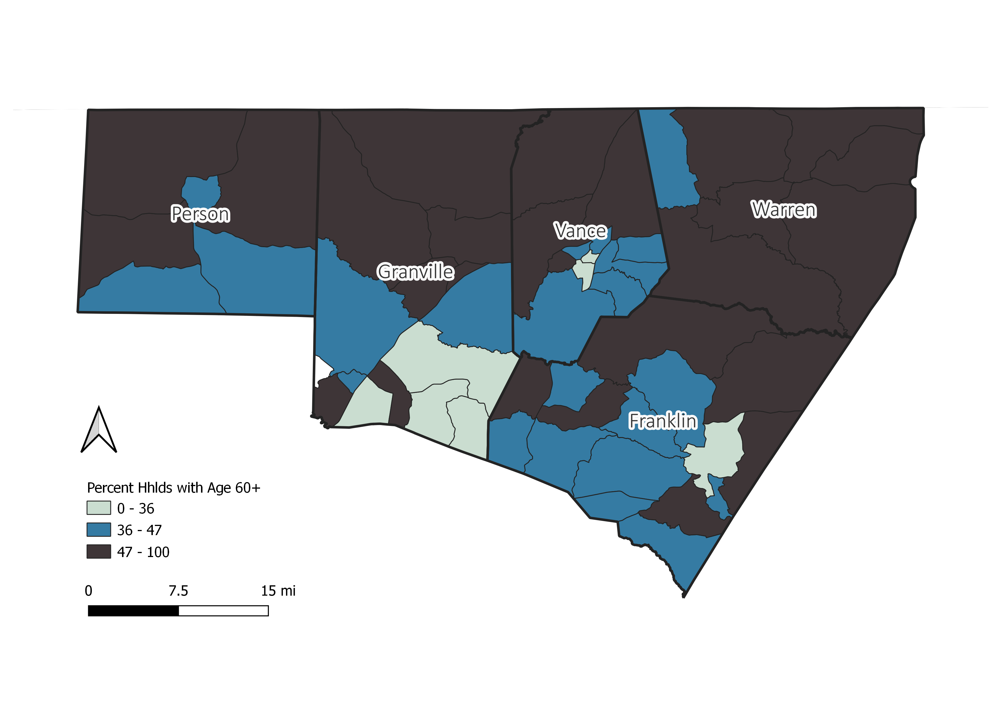 Person
Warren
Vance
Granville
Franklin
Percent Hhlds with Age 60+
0 - 36
36 - 47
47 - 100
0 7.5 15 mi